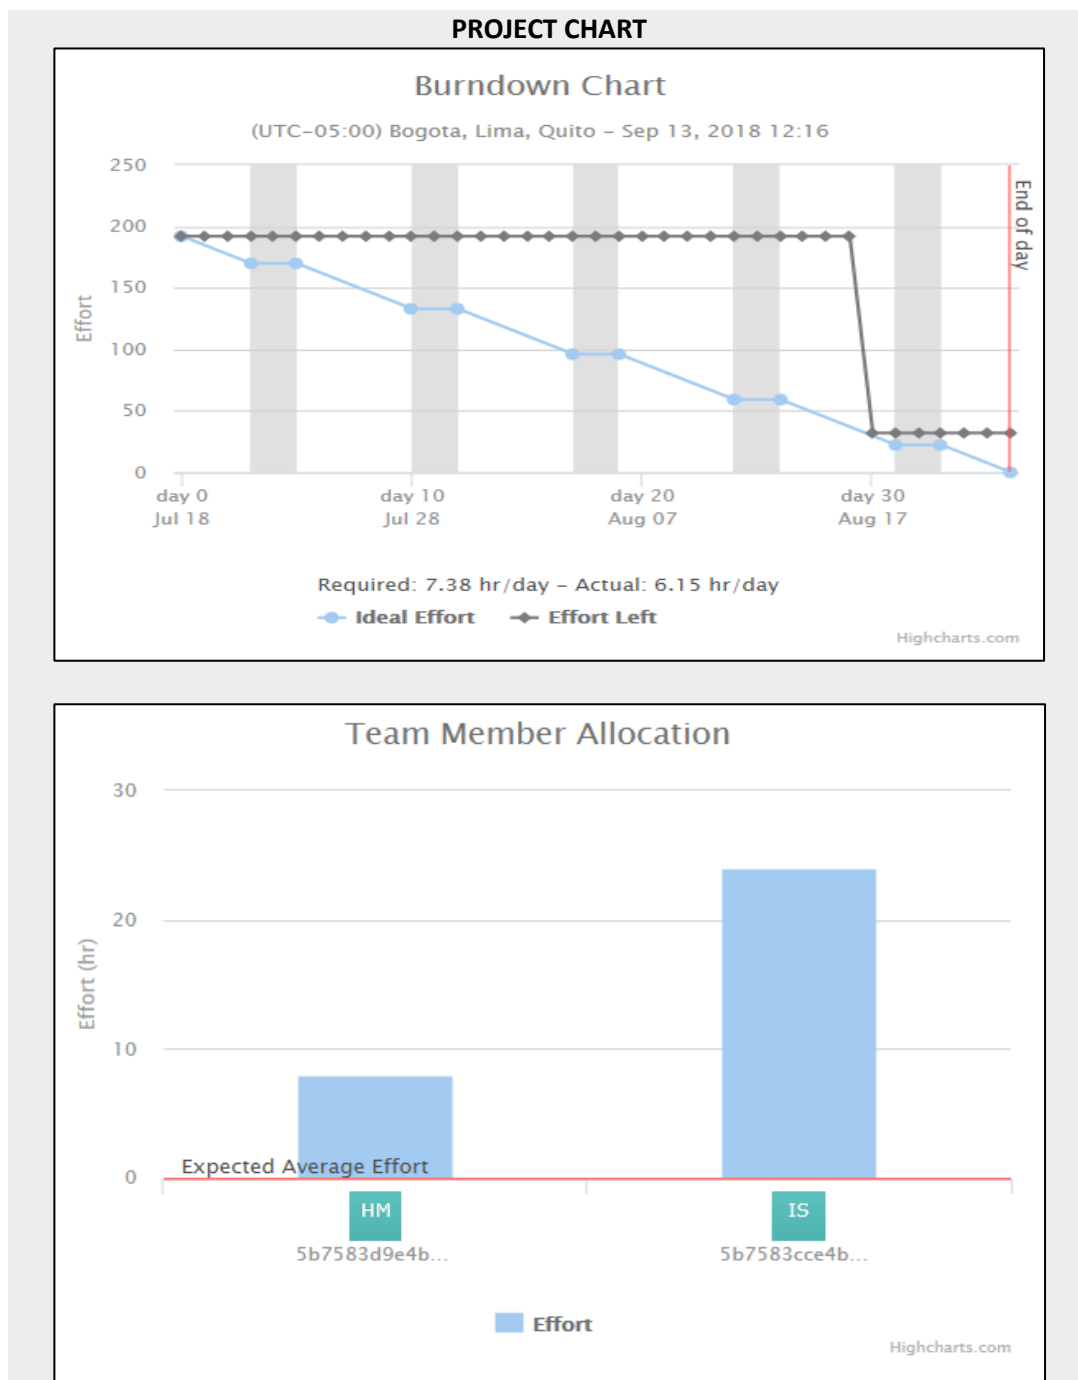 PROJECT CHART
Burndown Chart
(UTC-05:00) Bogota, Lima, Quito – Sep 13, 2018 12:16
Effort
250
200
150
100
50
0
End of day
day 0
Jul 18
day 10
Jul 28
day 20
Aug 07
day 30
Aug 17
Required: 7.38 hr/day – Actual: 6.15 hr/day
Ideal Effort
Effort Left
Highcharts.com
Team Member Allocation
Effort (hr)
30
20
10
0
Expected Average Effort
HM
5b7583d9e4b...
IS
5b7583cce4b...
Effort
Highcharts.com